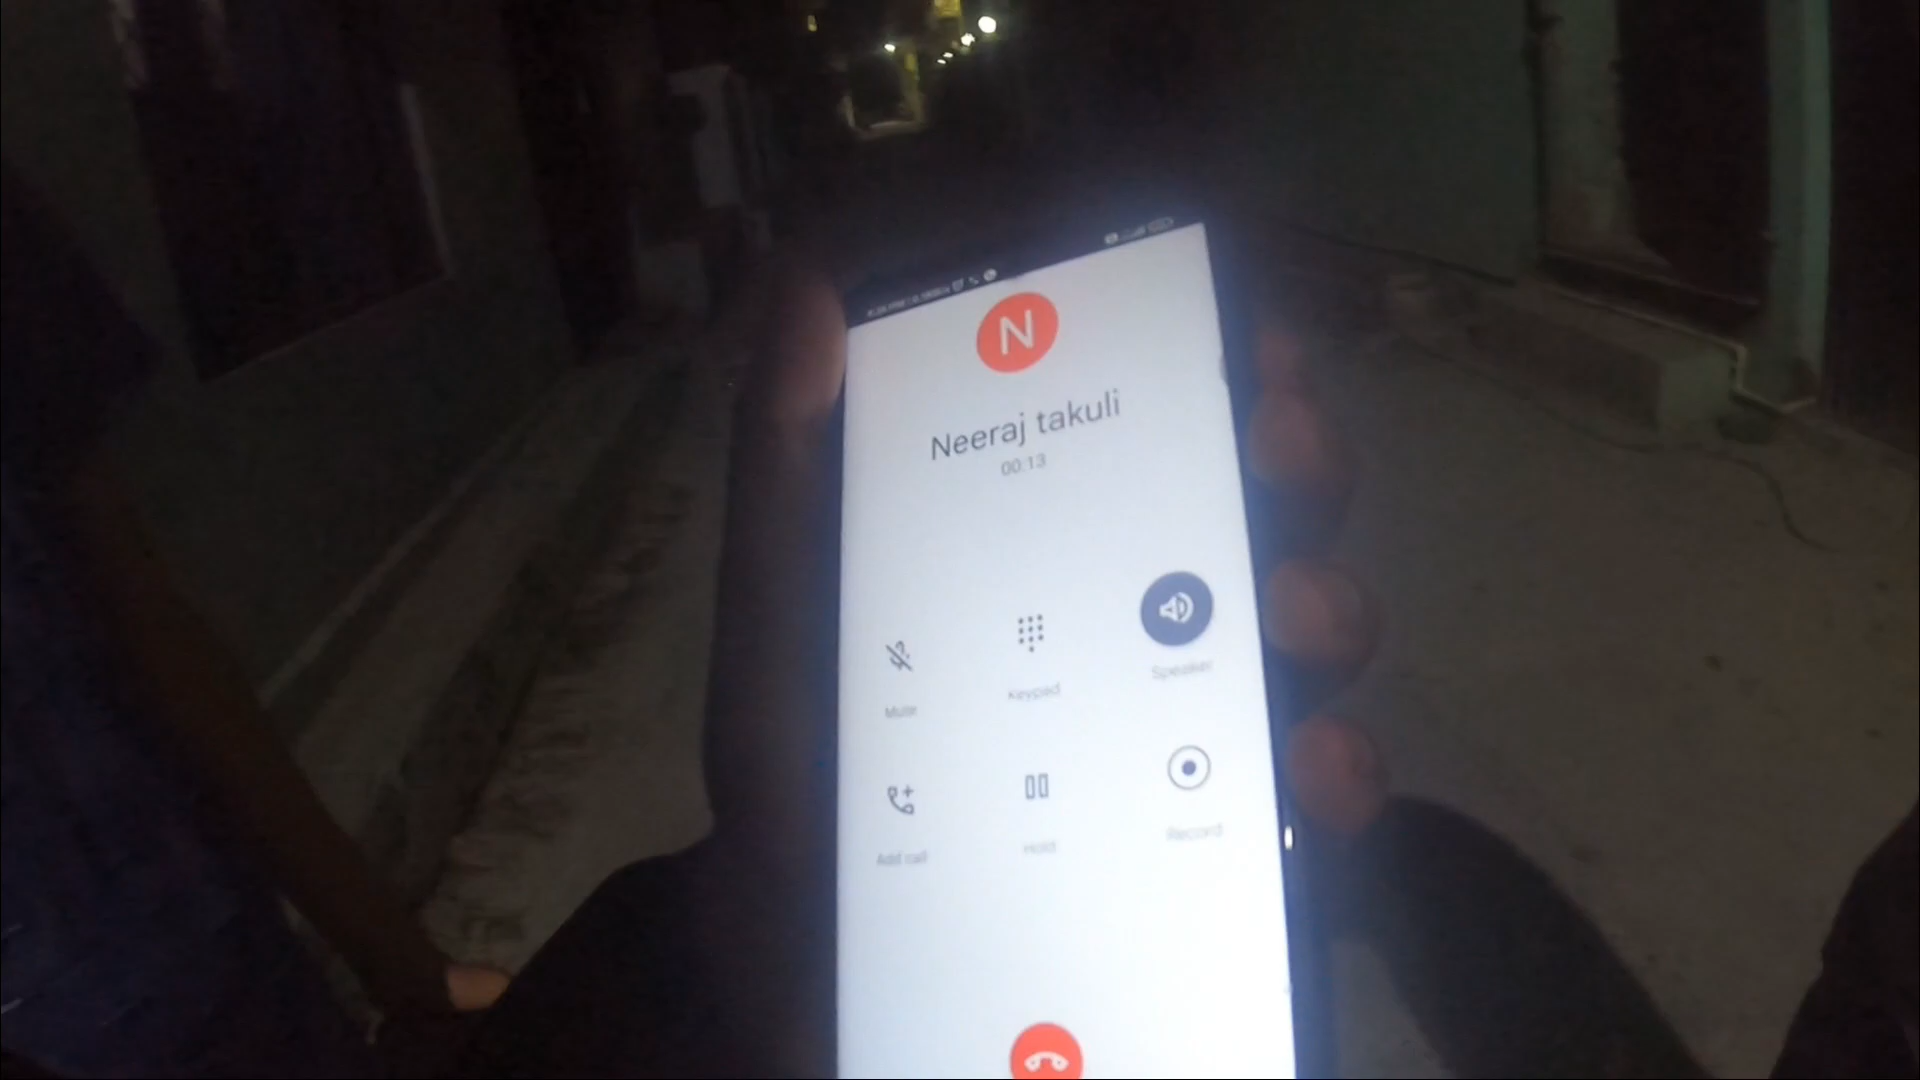 N
Neeraj takuli
00:13
Mute
Keypad
Speaker
Add call
Hold
Record